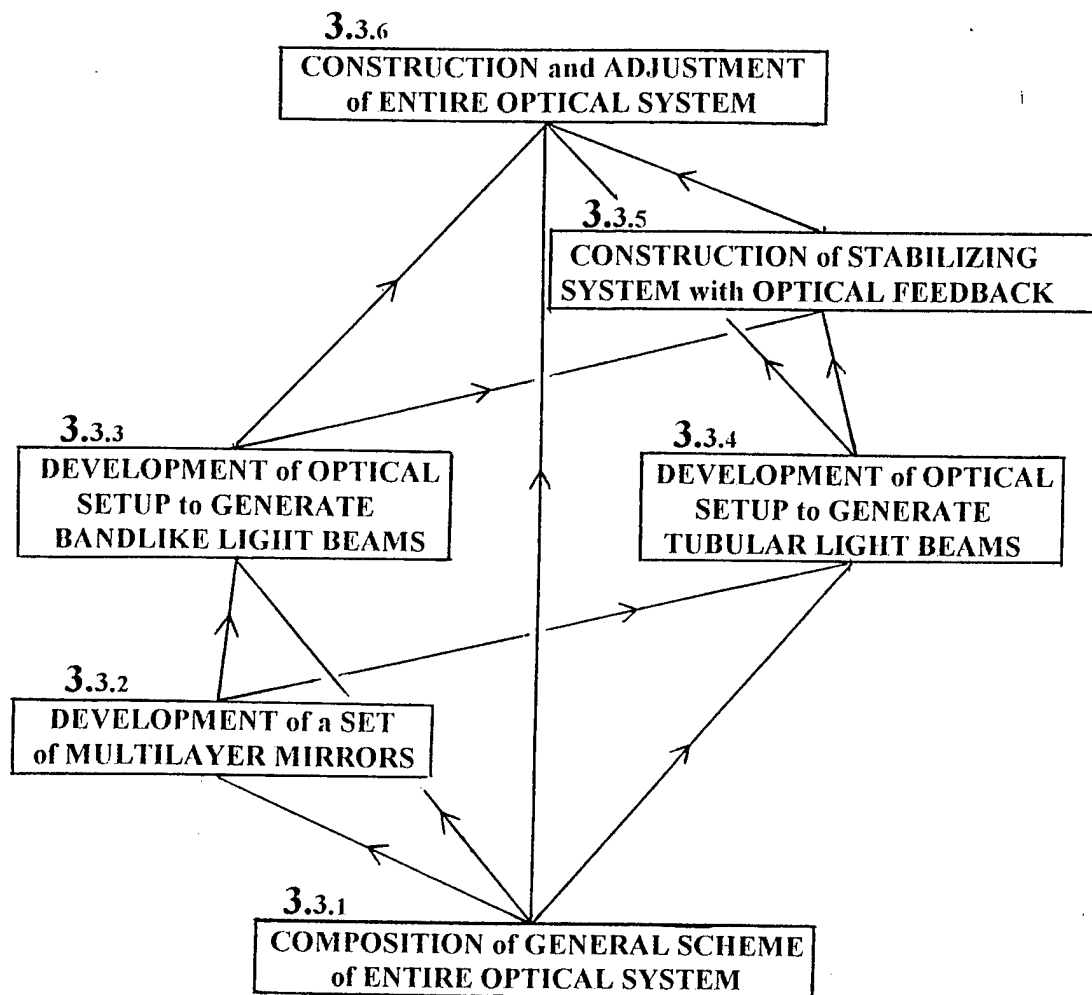 3.3.6
CONSTRUCTION and ADJUSTMENT
of ENTIRE OPTICAL SYSTEM
3.3.5
CONSTRUCTION of STABILIZING
SYSTEM with OPTICAL FEEDBACK
3.3.3
DEVELOPMENT of OPTICAL
SETUP to GENERATE
BANDLIKE LIGHT BEAMS
3.3.4
DEVELOPMENT of OPTICAL
SETUP to GENERATE
TUBULAR LIGHT BEAMS
3.3.2
DEVELOPMENT of a SET
of MULTILAYER MIRRORS
3.3.1
COMPOSITION of GENERAL SCHEME
of ENTIRE OPTICAL SYSTEM